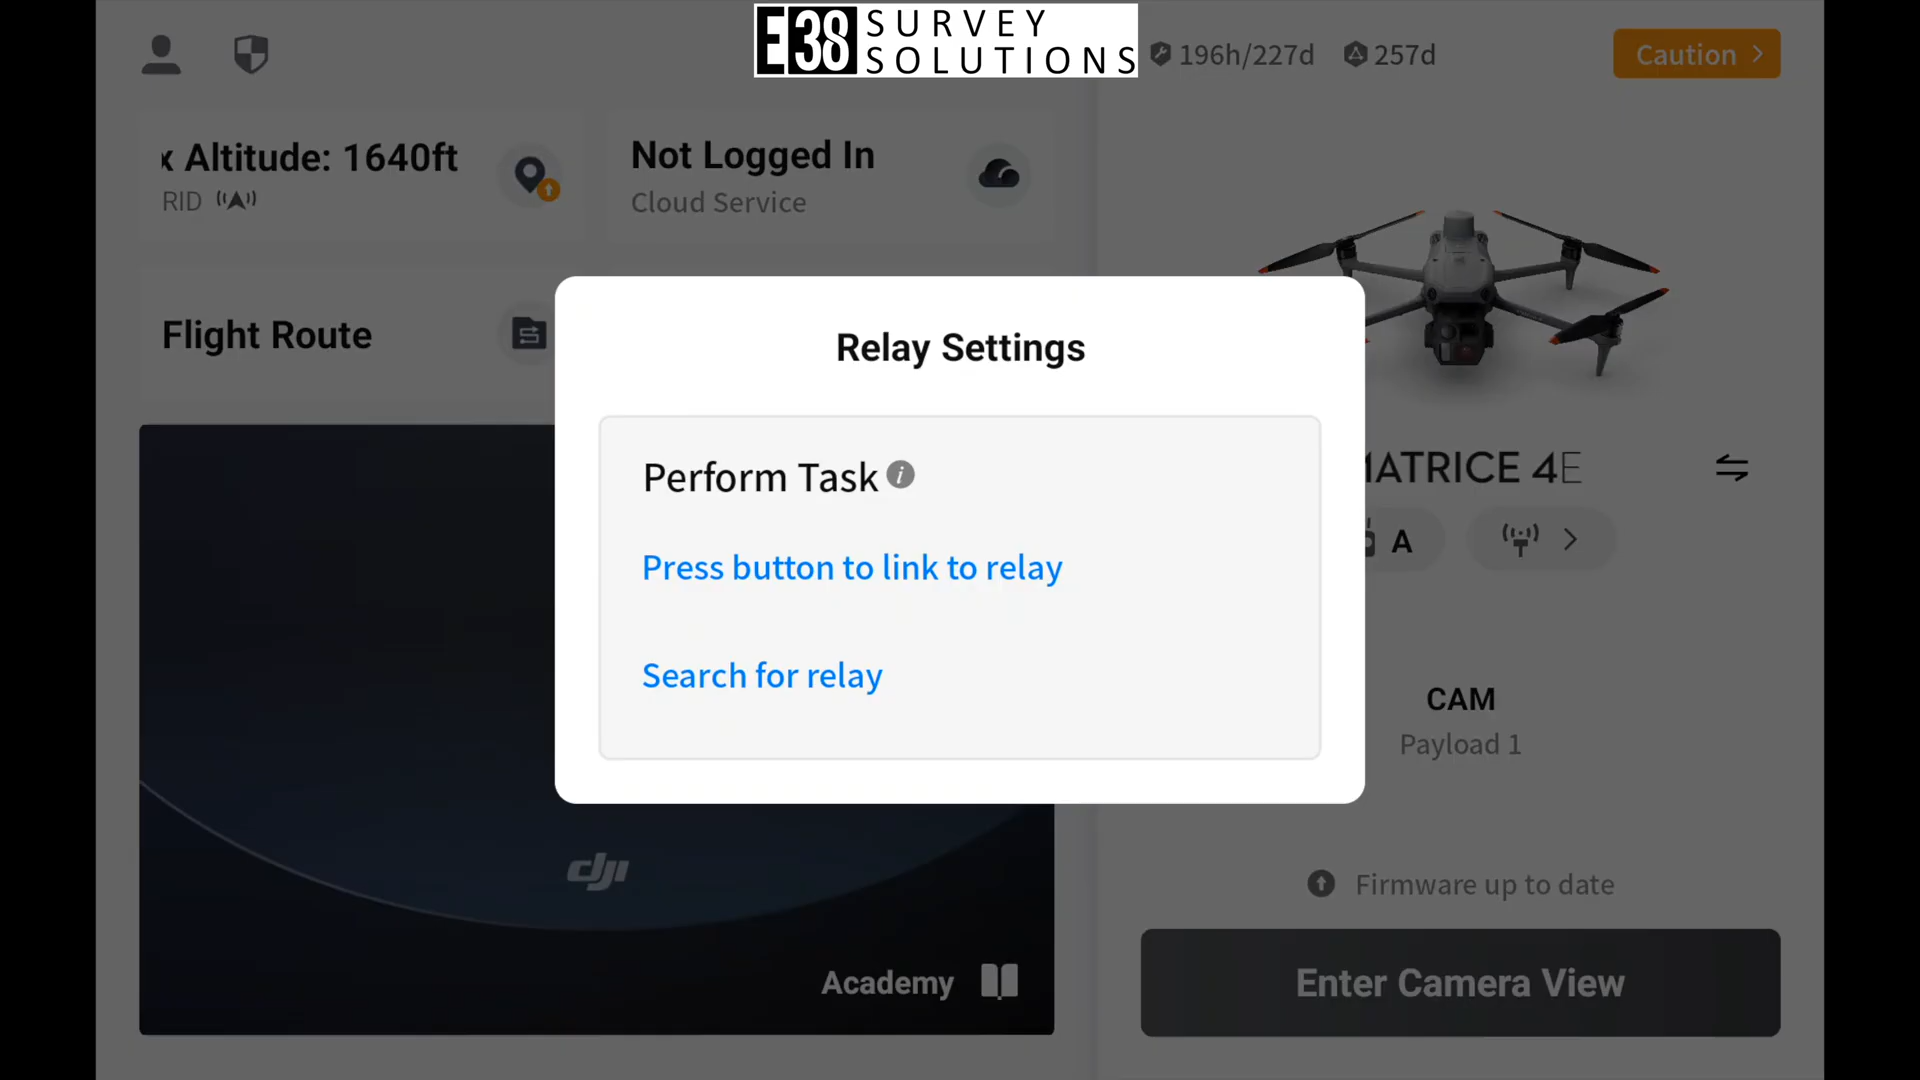 E38 SURVEY
SOLUTIONS
196h/227d
257d
Caution
x Altitude: 1640ft
RID
Not Logged In
Cloud Service
Flight Route
Relay Settings
Perform Task
Press button to link to relay
Search for relay
MATRICE 4E
A
CAM
Payload 1
dji
Academy
Firmware up to date
Enter Camera View